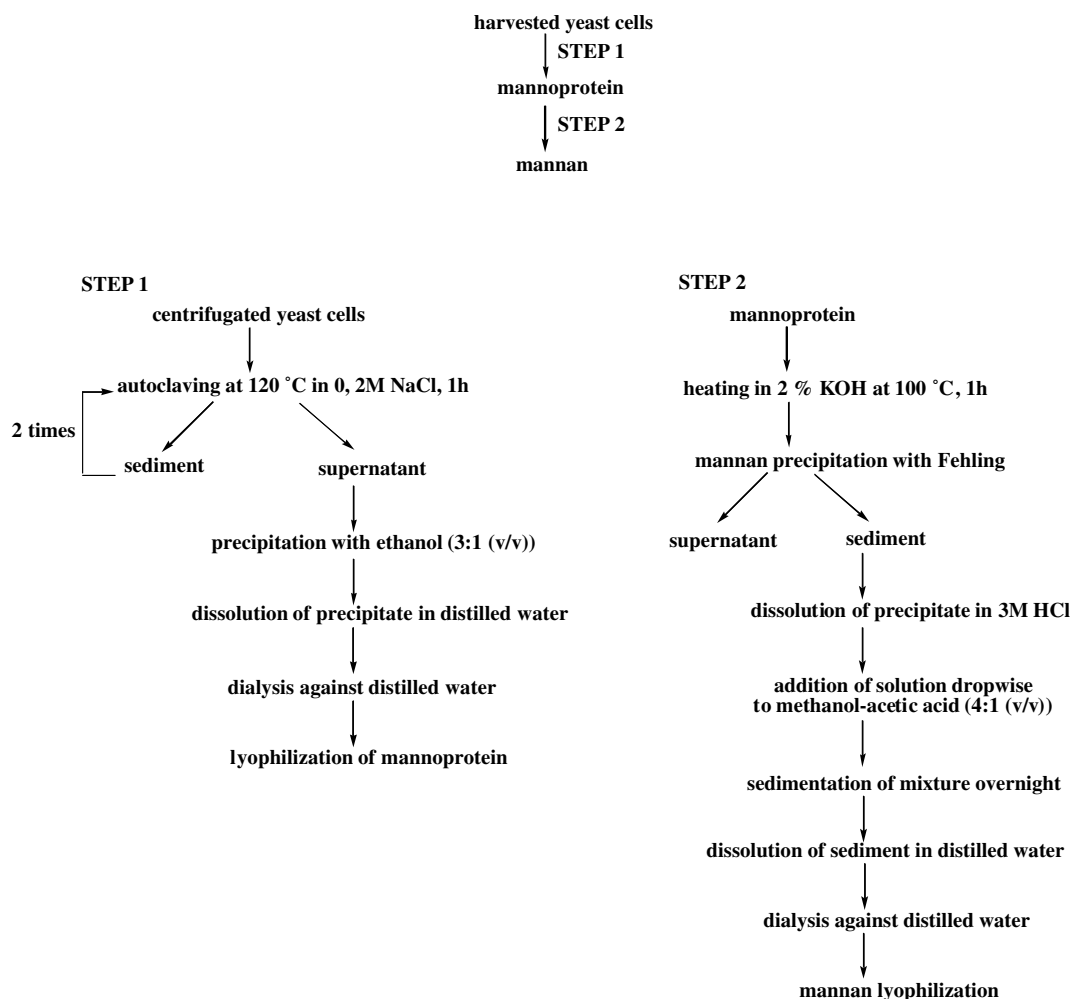 harvested yeast cells
STEP 1
mannoprotein
STEP 2
mannan
STEP 1
centrifugated yeast cells
autoclaving at 120 ˚C in 0, 2M NaCl, 1h
2 times
sediment
supernatant
precipitation with ethanol (3:1 (v/v))
dissolution of precipitate in distilled water
dialysis against distilled water
lyophilization of mannoprotein
STEP 2
mannoprotein
heating in 2 % KOH at 100 ˚C, 1h
mannan precipitation with Fehling
supernatant
sediment
dissolution of precipitate in 3M HCl
addition of solution dropwise
to methanol-acetic acid (4:1 (v/v))
sedimentation of mixture overnight
dissolution of sediment in distilled water
dialysis against distilled water
mannan lyophilization